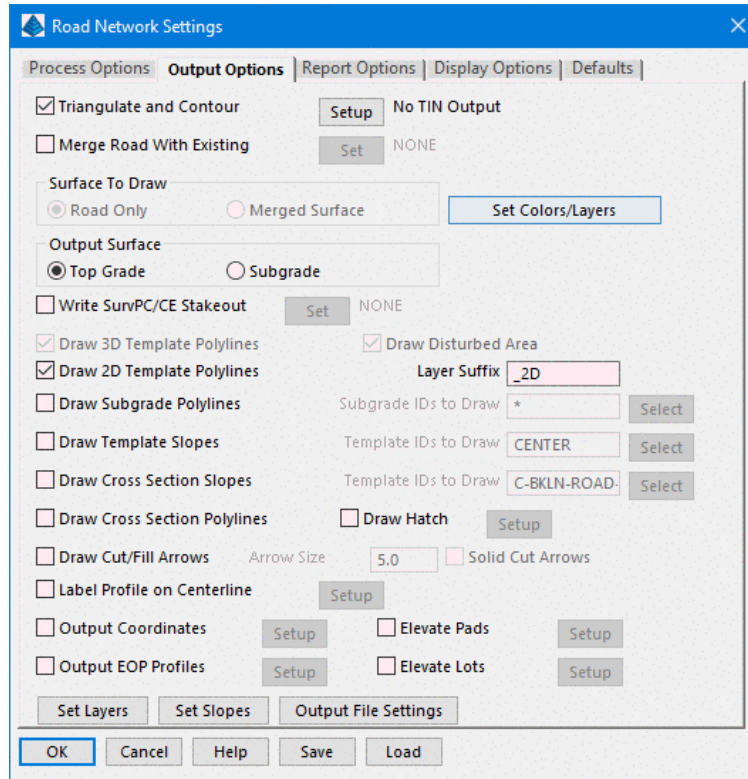 Road Network Settings
Process Options Output Options Report Options Display Options Defaults
Triangulate and Contour Setup No TIN Output
Merge Road With Existing Set NONE
Surface To Draw
Road Only Merged Surface Set Colors/Layers
Output Surface
Top Grade Subgrade
Write SurvPC/CE Stakeout Set NONE
Draw 3D Template Polylines Draw Disturbed Area
Draw 2D Template Polylines Layer Suffix _2D
Draw Subgrade Polylines Subgrade IDs to Draw * Select
Draw Template Slopes Template IDs to Draw CENTER Select
Draw Cross Section Slopes Template IDs to Draw C-BKLN-ROAD- Select
Draw Cross Section Polylines Draw Hatch Setup
Draw Cut/Fill Arrows Arrow Size 5.0 Solid Cut Arrows
Label Profile on Centerline Setup
Output Coordinates Setup Elevate Pads Setup
Output EOP Profiles Setup Elevate Lots Setup
Set Layers Set Slopes Output File Settings
OK Cancel Help Save Load